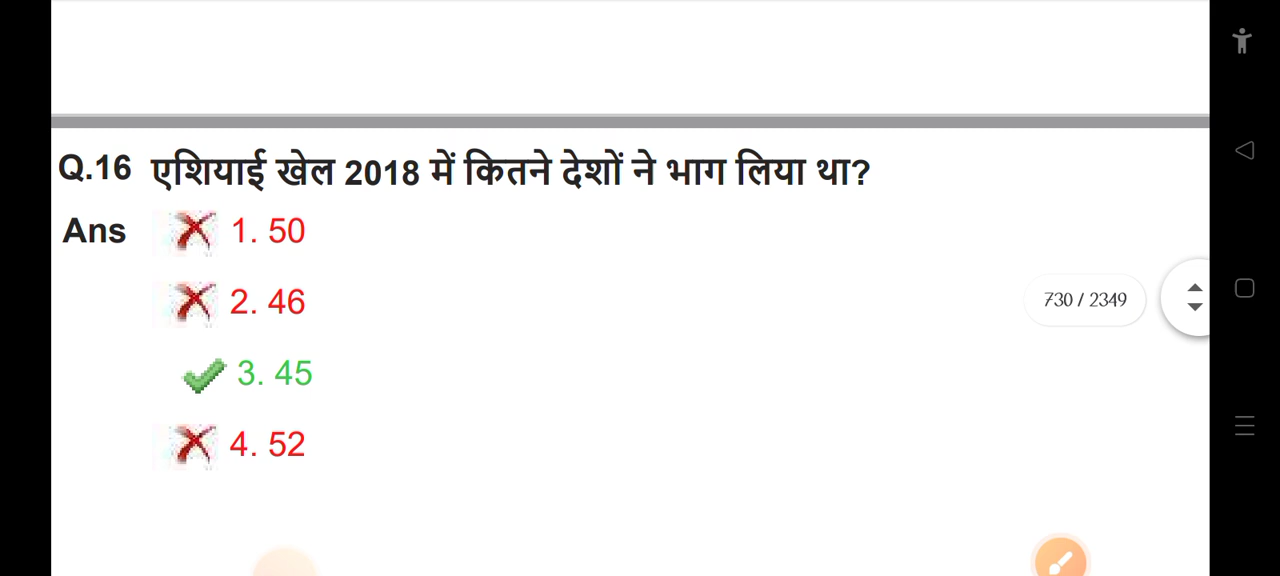 Q.16 एशियाई खेल 2018 में कितने देशों ने भाग लिया था?
Ans 1. 50
2. 46
730 / 2349
3. 45
4. 52